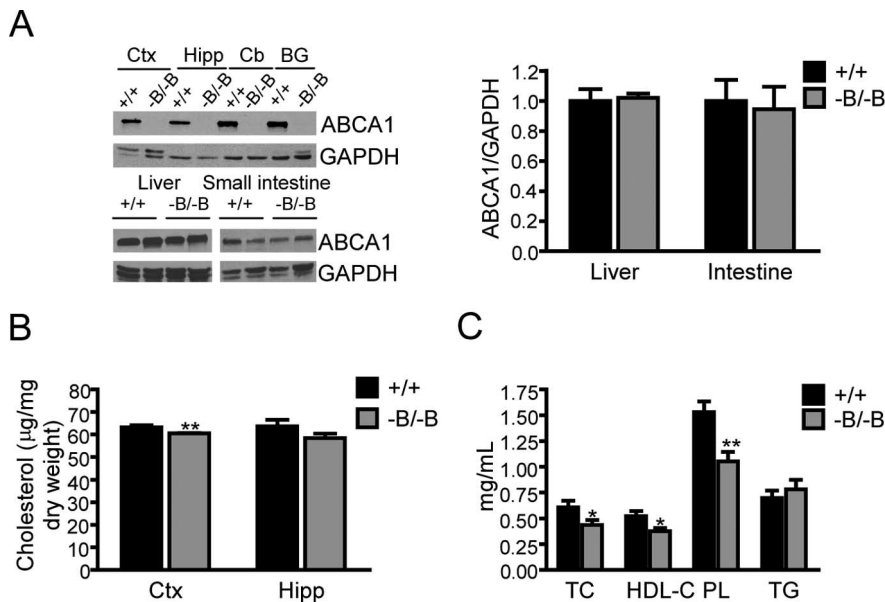 A
Ctx Hipp Cb BG
+/+ -B/-B +/+ -B/-B +/+ -B/-B +/+ -B/-B
ABCA1
GAPDH
Liver Small intestine
+/+ -B/-B +/+ -B/-B
ABCA1
GAPDH
ABCA1/GAPDH
1.2
1.0
0.8
0.6
0.4
0.2
0.0
Liver Intestine
+/+
-B/-B
B
Cholesterol (µg/mg
dry weight)
80
70
60
50
40
30
20
10
0
**
Ctx Hipp
+/+
-B/-B
C
mg/mL
1.75
1.50
1.25
1.00
0.75
0.50
0.25
0.00
* * **
TC HDL-C PL TG
+/+
-B/-B